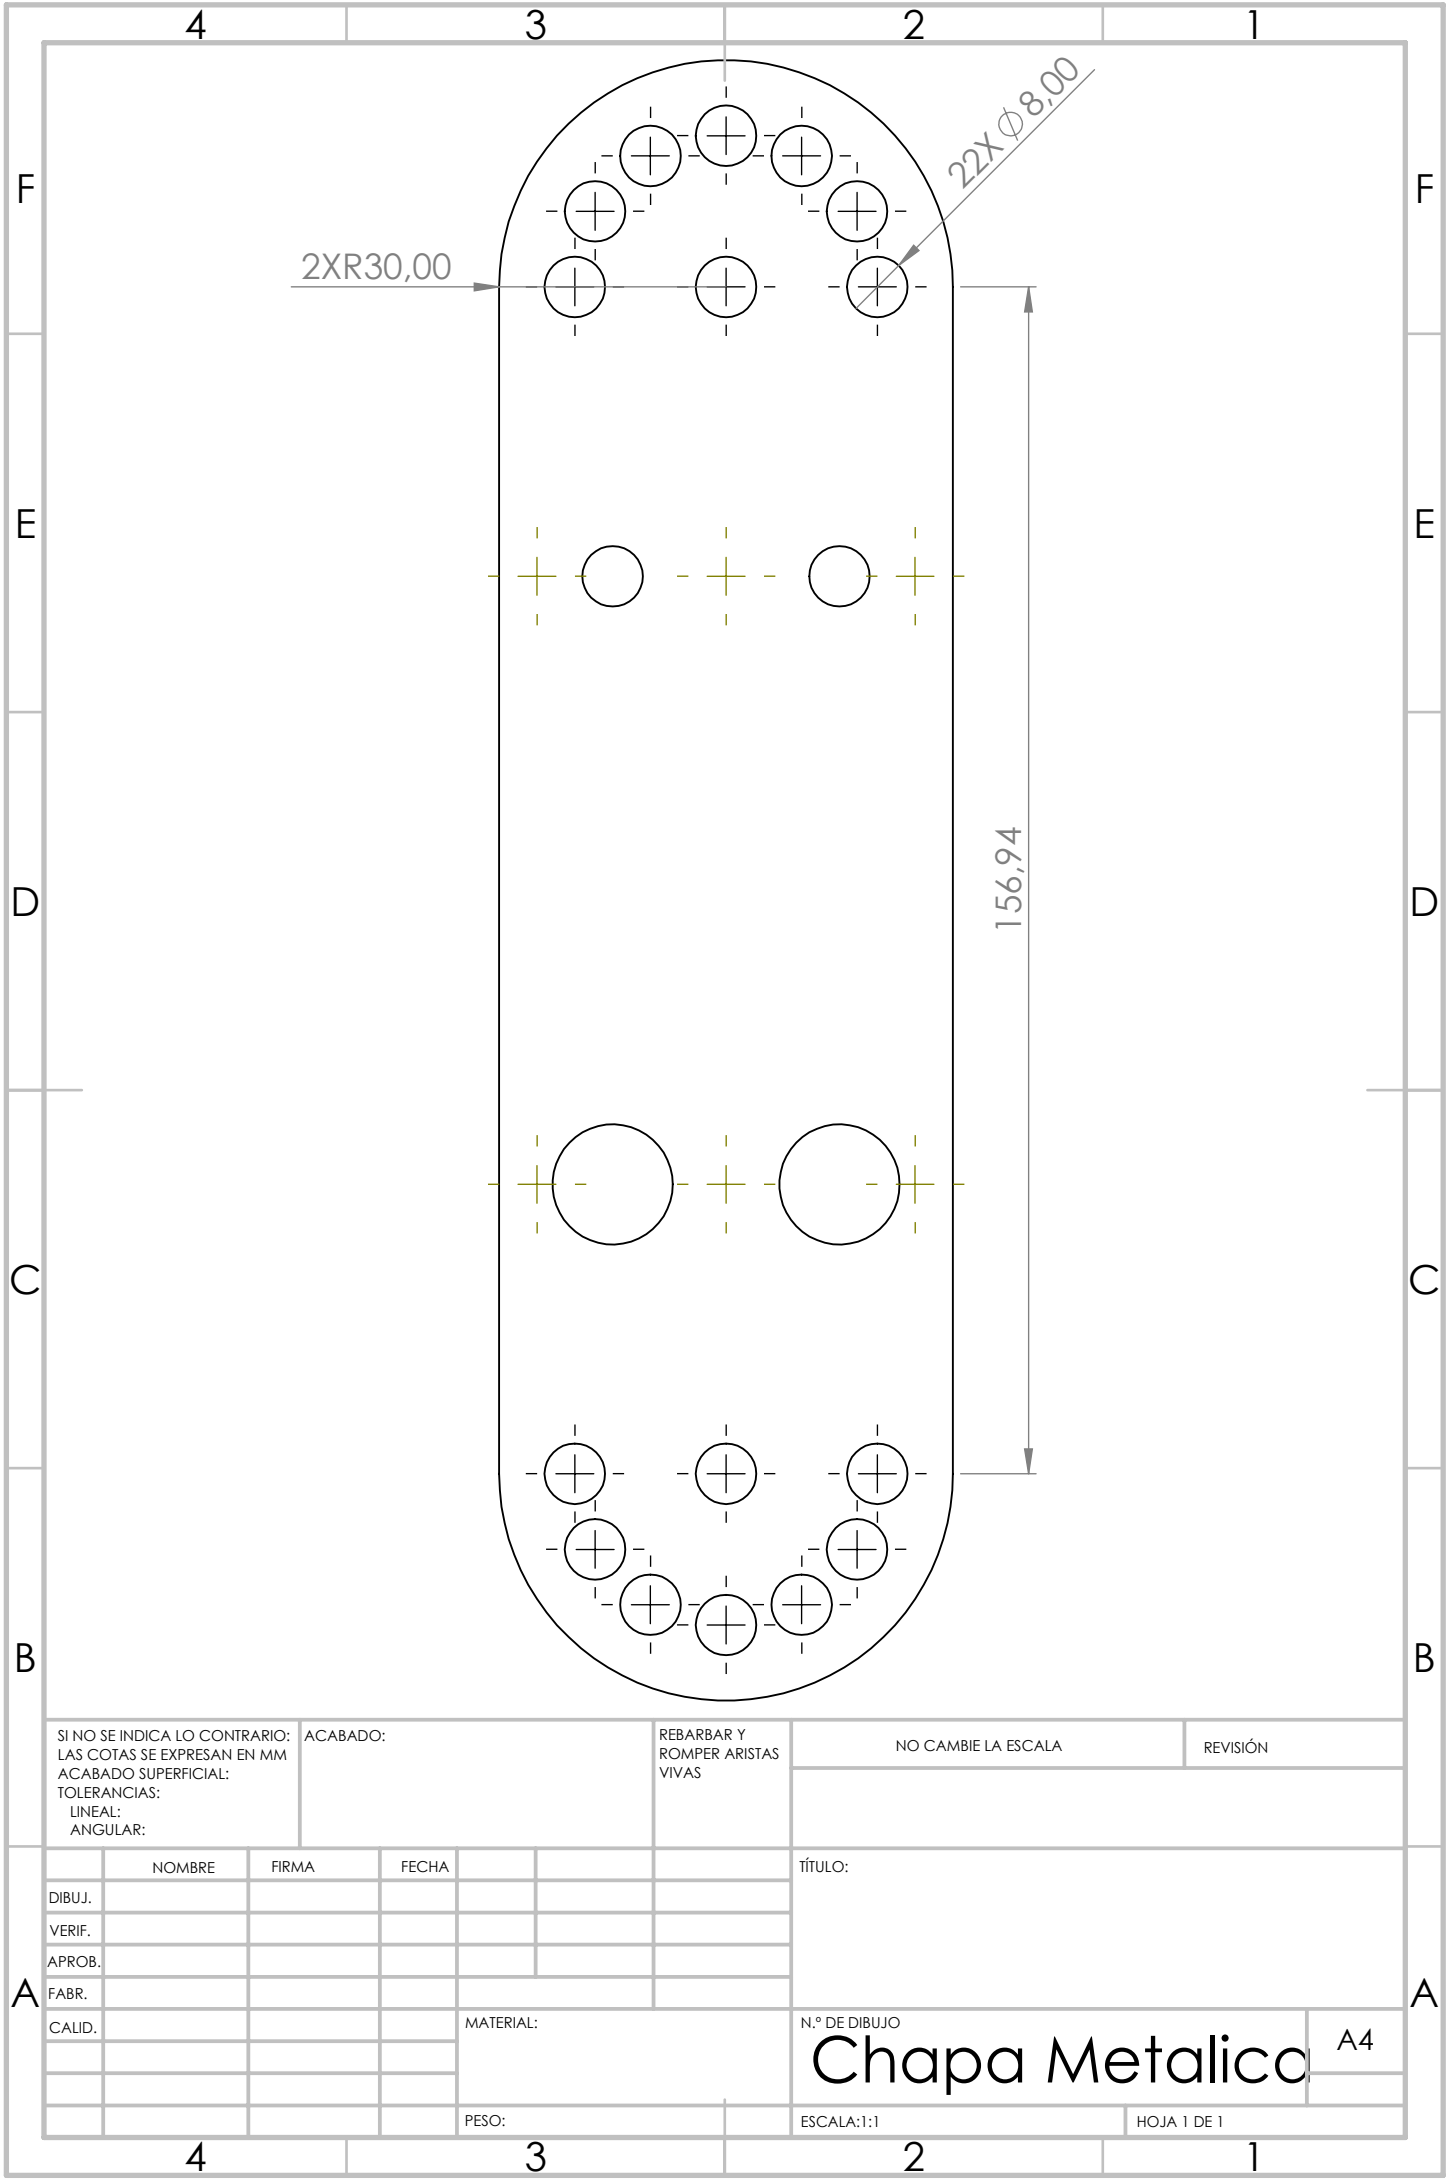 4 3 2 1
F F
22X ⌀8,00
2XR30,00
E E
156,94
D D
C C
B B
SI NO SE INDICA LO CONTRARIO:
LAS COTAS SE EXPRESAN EN MM
ACABADO SUPERFICIAL:
TOLERANCIAS:
LINEAL:
ANGULAR:
ACABADO:
REBARBAR Y
ROMPER ARISTAS
VIVAS
NO CAMBIE LA ESCALA
REVISIÓN
NOMBRE FIRMA FECHA
TÍTULO:
DIBUJ.
VERIF.
APROB.
A A
FABR.
CALID.
MATERIAL:
N.º DE DIBUJO
Chapa Metalica
A4
PESO:
ESCALA:1:1
HOJA 1 DE 1
4 3 2 1